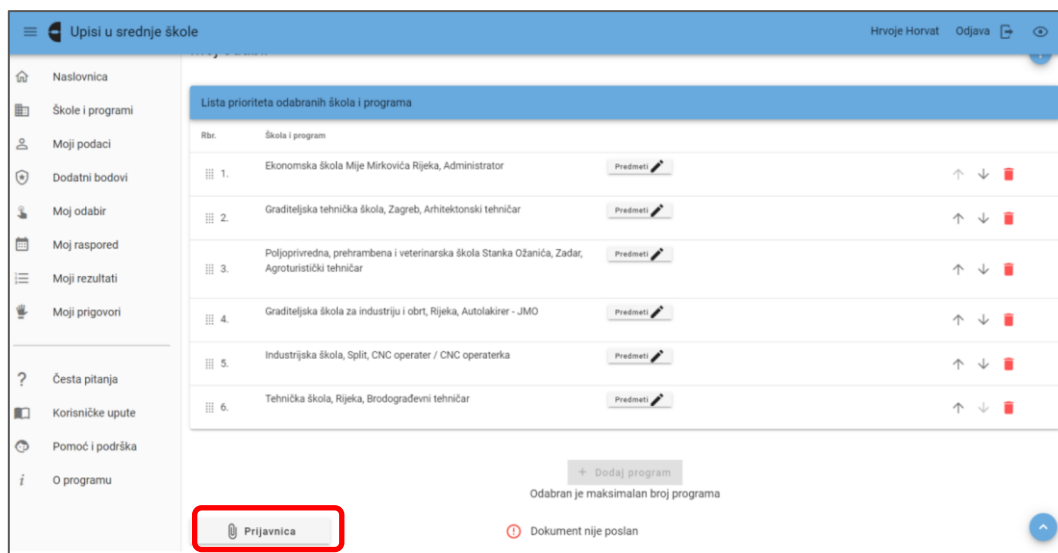 Upisi u srednje škole
Hrvoje Horvat Odjava
Naslovnica
Škole i programi
Moji podaci
Dodatni bodovi
Moj odabir
Moj raspored
Moji rezultati
Moji prigovori
Česta pitanja
Korisničke upute
Pomoć i podrška
O programu
Moj odabir
Lista prioriteta odabranih škola i programa
Rbr. Škola i program
1. Ekonomska škola Mije Mirkovića Rijeka, Administrator Predmeti
2. Graditeljska tehnička škola, Zagreb, Arhitektonski tehničar Predmeti
3. Poljoprivredna, prehrambena i veterinarska škola Stanka Ožanića, Zadar,
Agroturistički tehničar Predmeti
4. Graditeljska škola za industriju i obrt, Rijeka, Autolakirer - JMO Predmeti
5. Industrijska škola, Split, CNC operater / CNC operaterka Predmeti
6. Tehnička škola, Rijeka, Brodograđevni tehničar Predmeti
+ Dodaj program
Odabran je maksimalan broj programa
Prijavnica
Dokument nije poslan